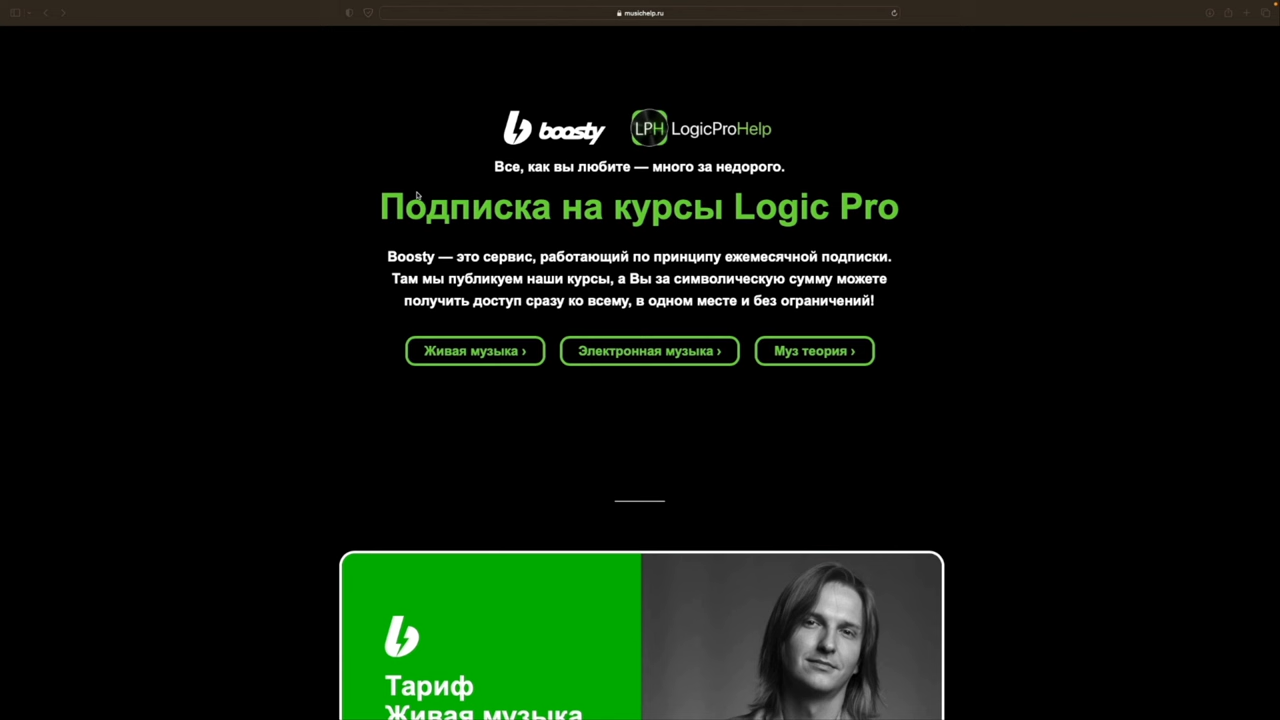 musichelp.ru
boosty LPH LogicProHelp
Все, как вы любите — много за недорого.
Подписка на курсы Logic Pro
Boosty — это сервис, работающий по принципу ежемесячной подписки.
Там мы публикуем наши курсы, а Вы за символическую сумму можете
получить доступ сразу ко всему, в одном месте и без ограничений!
Живая музыка › Электронная музыка › Муз теория ›
Тариф
Живая музыка